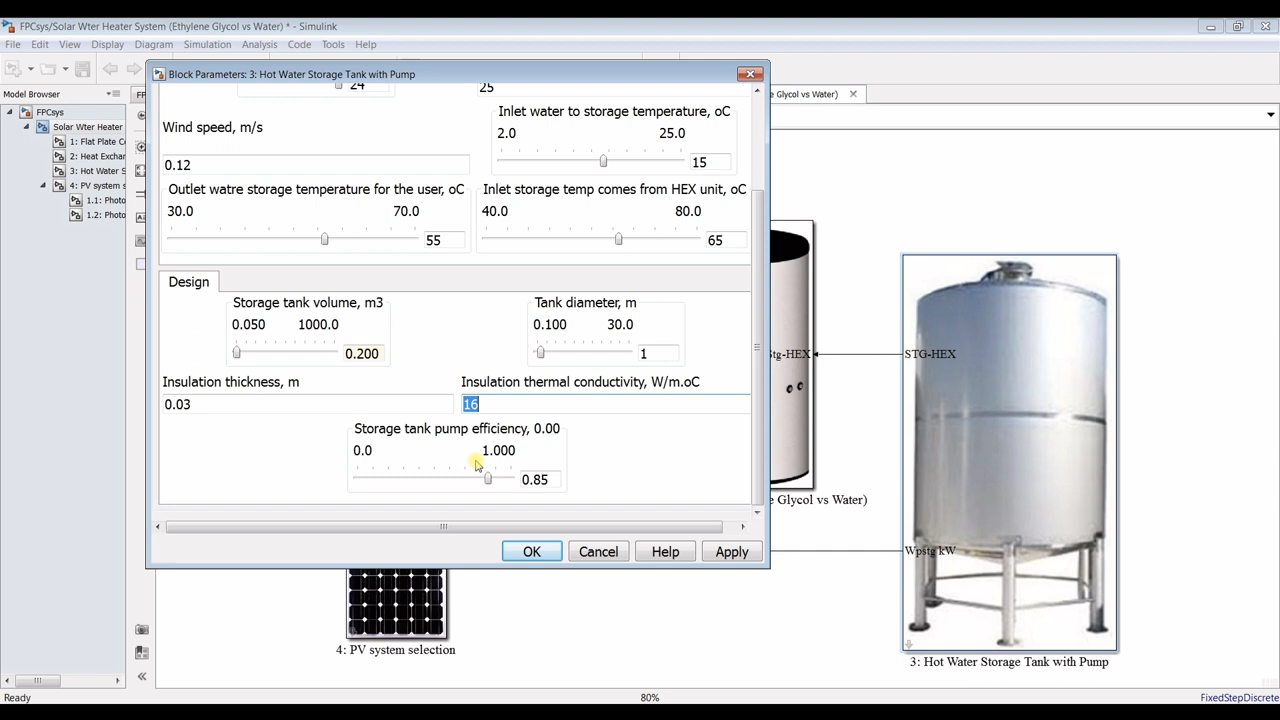 FPCsys/Solar Wter Heater System (Ethylene Glycol vs Water) * - Simulink
File Edit View Display Diagram Simulation Analysis Code Tools Help
Model Browser
FP
e Glycol vs Water)
FPCsys
Solar Wter Heater
1: Flat Plate C
2: Heat Exchar
3: Hot Water S
4: PV system s
1.1: Photo
1.2: Photo
Block Parameters: 3: Hot Water Storage Tank with Pump
24
25
Wind speed, m/s
0.12
Inlet water to storage temperature, oC
2.0 25.0
15
Outlet watre storage temperature for the user, oC
30.0 70.0
55
Inlet storage temp comes from HEX unit, oC
40.0 80.0
65
Design
Storage tank volume, m3
0.050 1000.0
0.200
Tank diameter, m
0.100 30.0
1
Insulation thickness, m
0.03
Insulation thermal conductivity, W/m.oC
16
Storage tank pump efficiency, 0.00
0.0 1.000
0.85
OK Cancel Help Apply
Stg-HEX
STG-HEX
e Glycol vs Water)
Wpstg kW
4: PV system selection
3: Hot Water Storage Tank with Pump
Ready
80%
FixedStepDiscrete